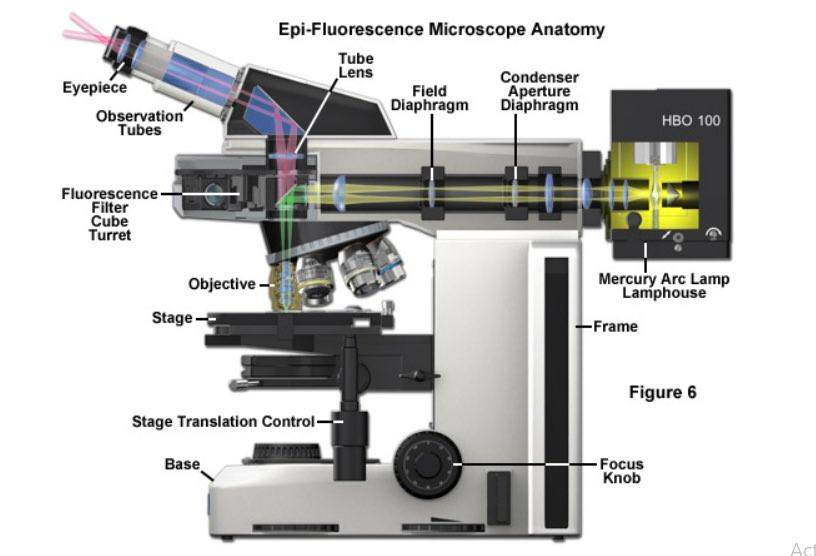 Epi-Fluorescence Microscope Anatomy
Tube
Lens
Eyepiece
Field
Diaphragm
Condenser
Aperture
Diaphragm
HBO 100
Observation
Tubes
Fluorescence
Filter
Cube
Turret
Objective
Mercury Arc Lamp
Lamphouse
Stage
Frame
Figure 6
Stage Translation Control
Base
Focus
Knob
Act